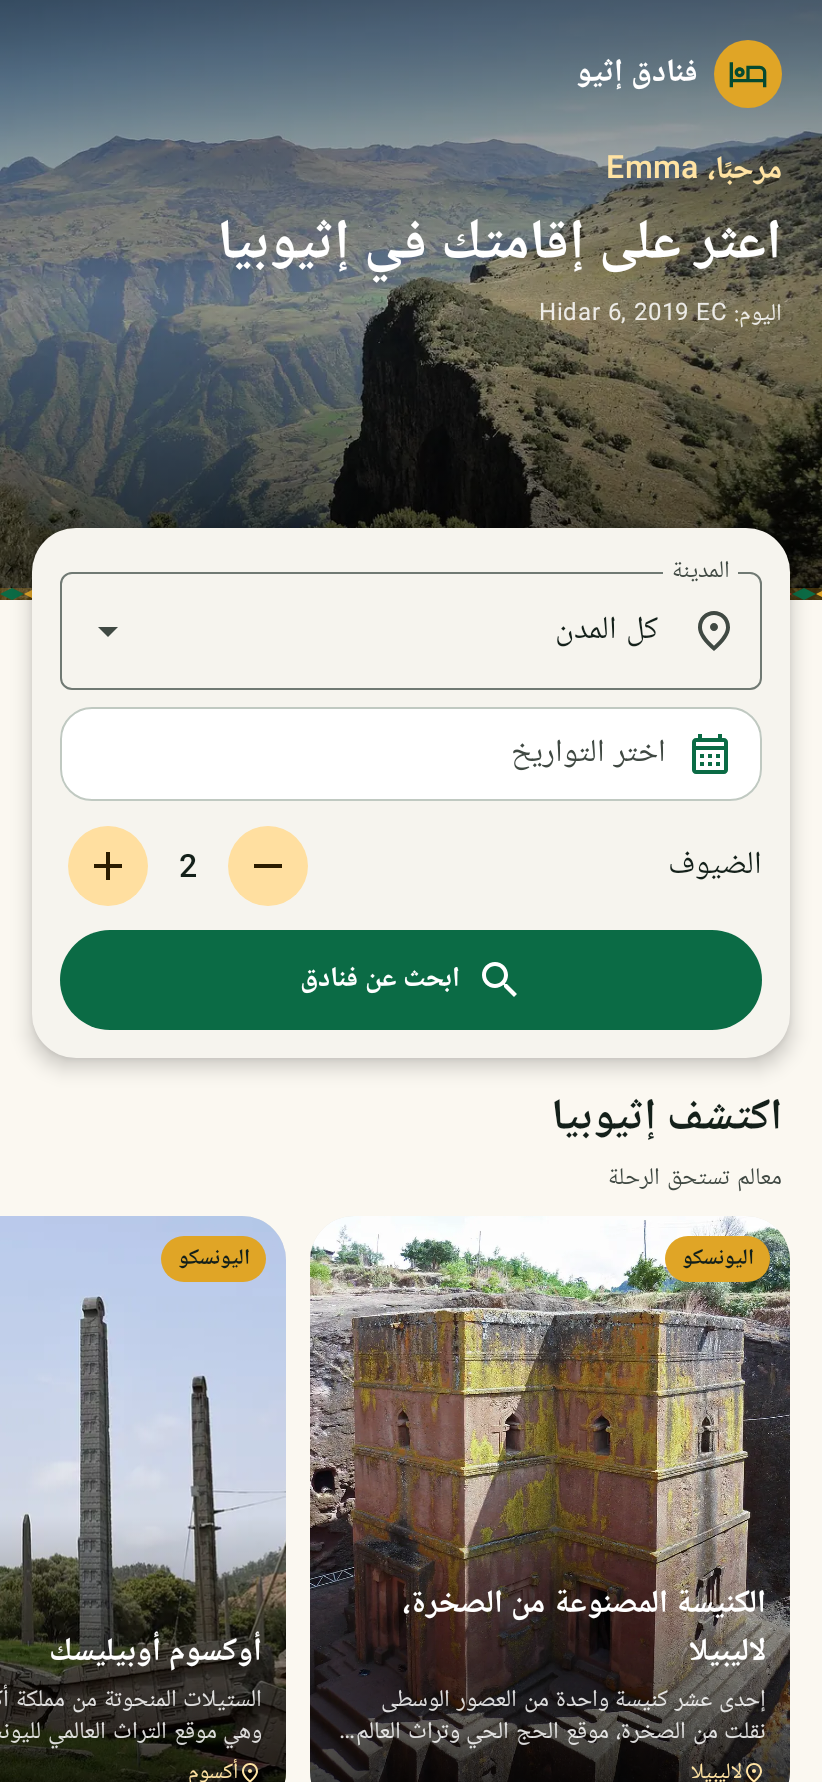 فنادق إثيو
مرحبًا، Emma
اعثر على إقامتك في إثيوبيا
اليوم: Hidar 6, 2019 EC
المدينة
كل المدن
اختر التواريخ
الضيوف
2
ابحث عن فنادق
اكتشف إثيوبيا
معالم تستحق الرحلة
اليونسكو
الكنيسة المصنوعة من الصخرة،
لاليبيلا
إحدى عشر كنيسة واحدة من العصور الوسطى
نقلت من الصخرة، موقع الحج الحي وتراث العالم...
لاليبيلا
اليونسكو
أوكسوم أوبيليسك
الستيلات المنحوتة من مملكة
وهي موقع التراث العالمي
أكسوم